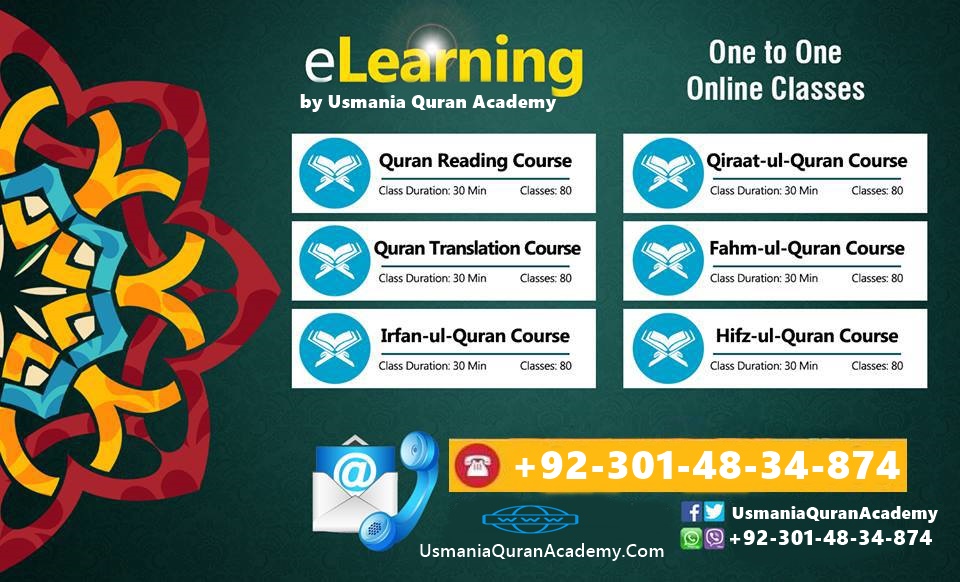 eLearning
by Usmania Quran Academy
One to One
Online Classes
Quran Reading Course
Class Duration: 30 Min Classes: 80
Qiraat-ul-Quran Course
Class Duration: 30 Min Classes: 80
Quran Translation Course
Class Duration: 30 Min Classes: 80
Fahm-ul-Quran Course
Class Duration: 30 Min Classes: 80
Irfan-ul-Quran Course
Class Duration: 30 Min Classes: 80
Hifz-ul-Quran Course
Class Duration: 30 Min Classes: 80
@
+92-301-48-34-874
www
UsmaniaQuranAcademy.Com
UsmaniaQuranAcademy
+92-301-48-34-874